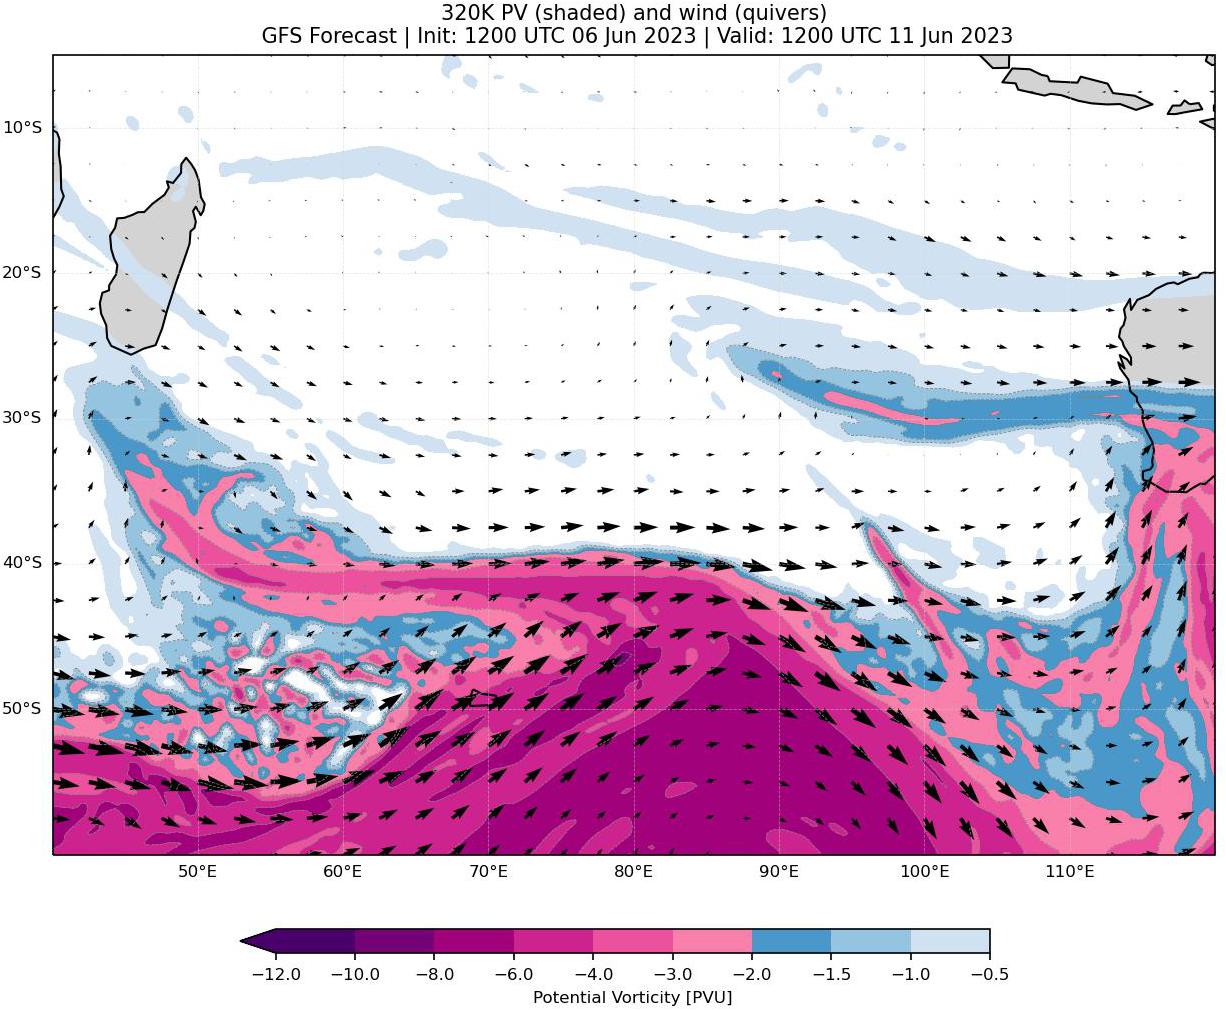 320K PV (shaded) and wind (quivers)
GFS Forecast | Init: 1200 UTC 06 Jun 2023 | Valid: 1200 UTC 11 Jun 2023
10°S
20°S
30°S
40°S
50°S
50°E 60°E 70°E 80°E 90°E 100°E 110°E
−12.0 −10.0 −8.0 −6.0 −4.0 −3.0 −2.0 −1.5 −1.0 −0.5
Potential Vorticity [PVU]